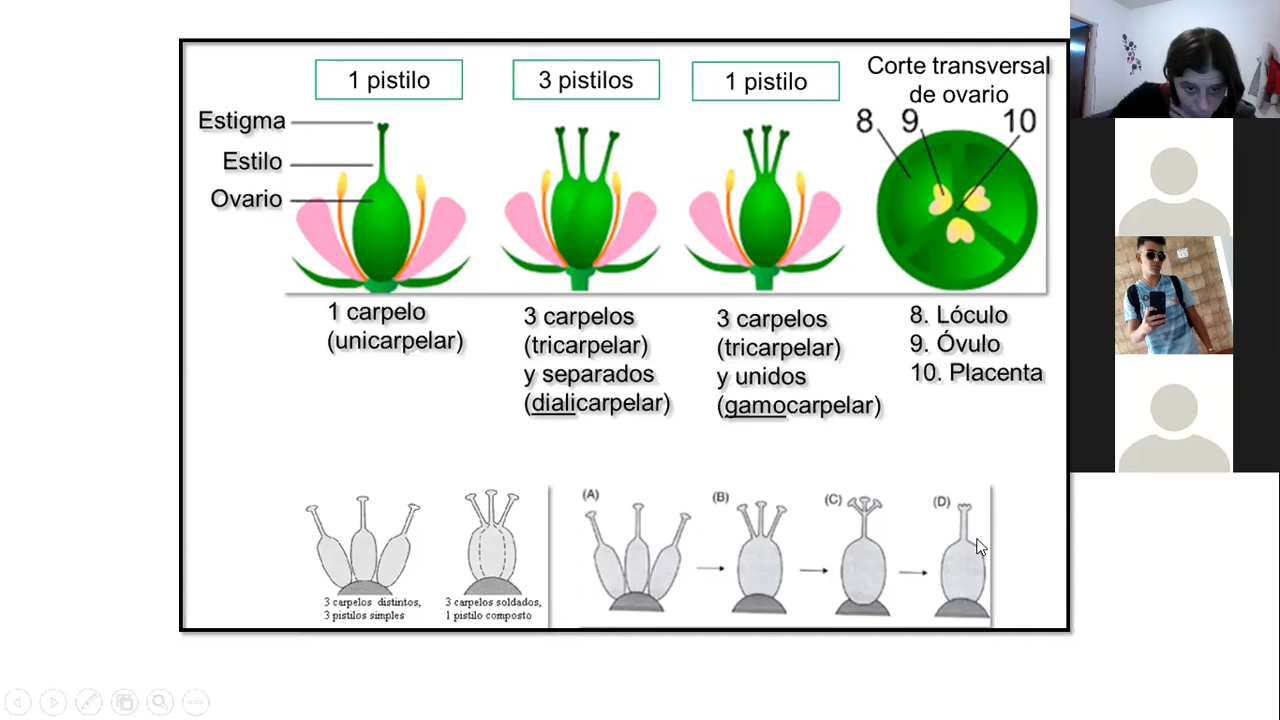 1 pistilo
3 pistilos
1 pistilo
Corte transversal
de ovario
Estigma
Estilo
Ovario
8
9
10
1 carpelo
(unicarpelar)
3 carpelos
(tricarpelar)
y separados
(dialicarpelar)
3 carpelos
(tricarpelar)
y unidos
(gamocarpelar)
8. Lóculo
9. Óvulo
10. Placenta
3 carpelos distintos,
3 pistilos simples
3 carpelos soldados,
1 pistilo composto
(A)
(B)
(C)
(D)